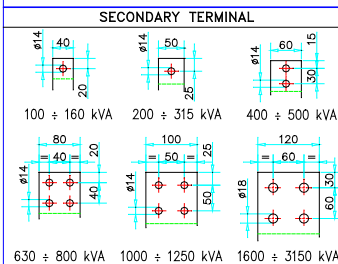 SECONDARY TERMINAL
40
ø14
20
100 ÷ 160 kVA
50
ø14
25
200 ÷ 315 kVA
60
ø14
15
30
400 ÷ 500 kVA
80
= 40 =
ø14
20
40
630 ÷ 800 kVA
100
= 50 =
ø14
25
50
1000 ÷ 1250 kVA
120
= 60 =
ø18
30
60
1600 ÷ 3150 kVA